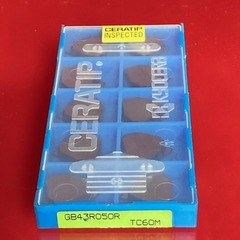 CERATIP
INSPECTED
CERATIP
KYOCERA
GB43R050R TC60M